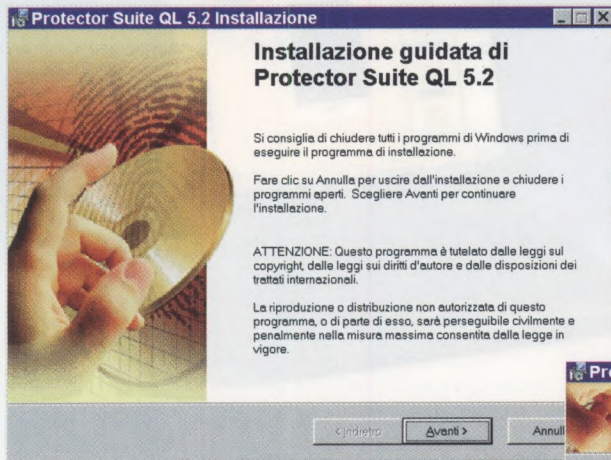 Protector Suite QL 5.2 Installazione
Installazione guidata di
Protector Suite QL 5.2
Si consiglia di chiudere tutti i programmi di Windows prima di
eseguire il programma di installazione.
Fare clic su Annulla per uscire dall'installazione e chiudere i
programmi aperti. Scegliere Avanti per continuare
l'installazione.
ATTENZIONE: Questo programma è tutelato dalle leggi sul
copyright, dalle leggi sui diritti d'autore e dalle disposizioni dei
trattati internazionali.
La riproduzione o distribuzione non autorizzata di questo
programma, o di parte di esso, sarà perseguibile civilmente e
penalmente nella misura massima consentita dalla legge in
vigore.
< Indietro
Avanti >